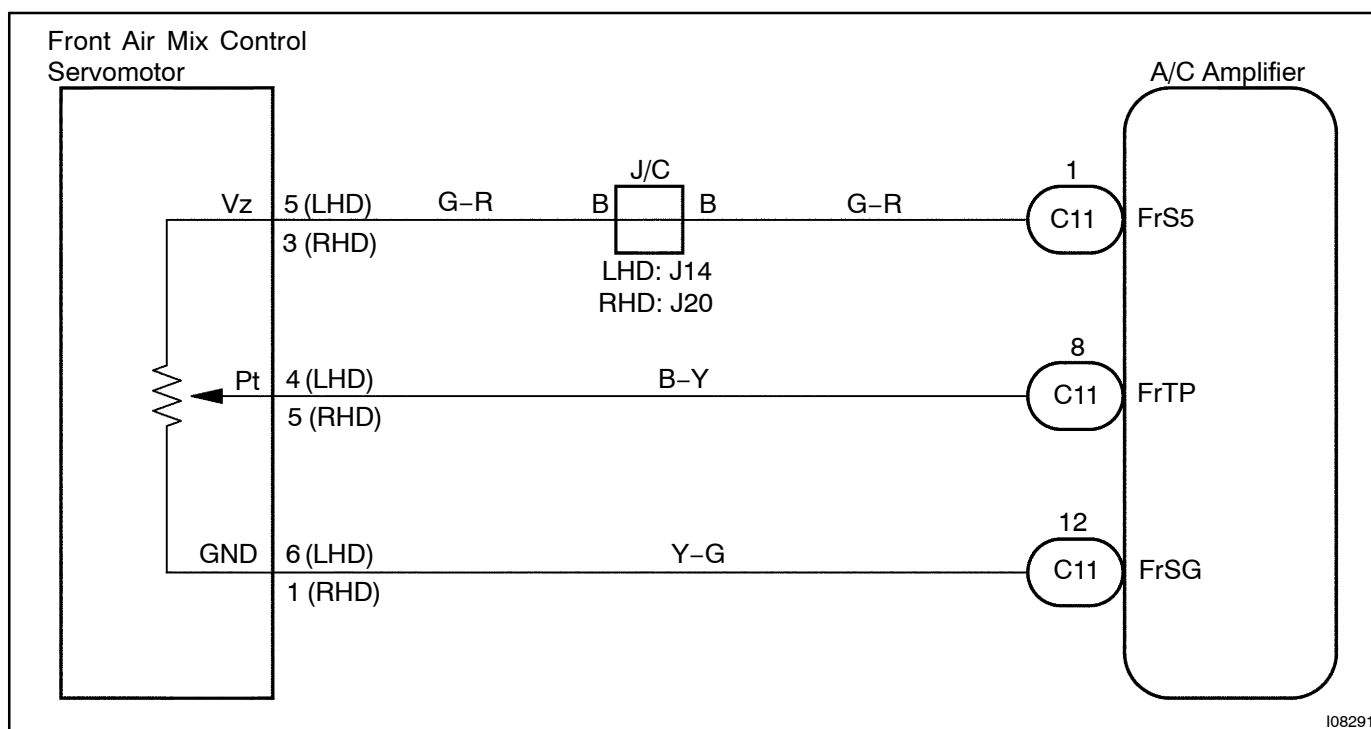 Front Air Mix Control
Servomotor
A/C Amplifier
J/C
1
Vz
5 (LHD)
G–R
B
B
G–R
C11
FrS5
3 (RHD)
LHD: J14
RHD: J20
8
Pt
4 (LHD)
B–Y
C11
FrTP
5 (RHD)
12
GND
6 (LHD)
Y–G
C11
FrSG
1 (RHD)
I08291